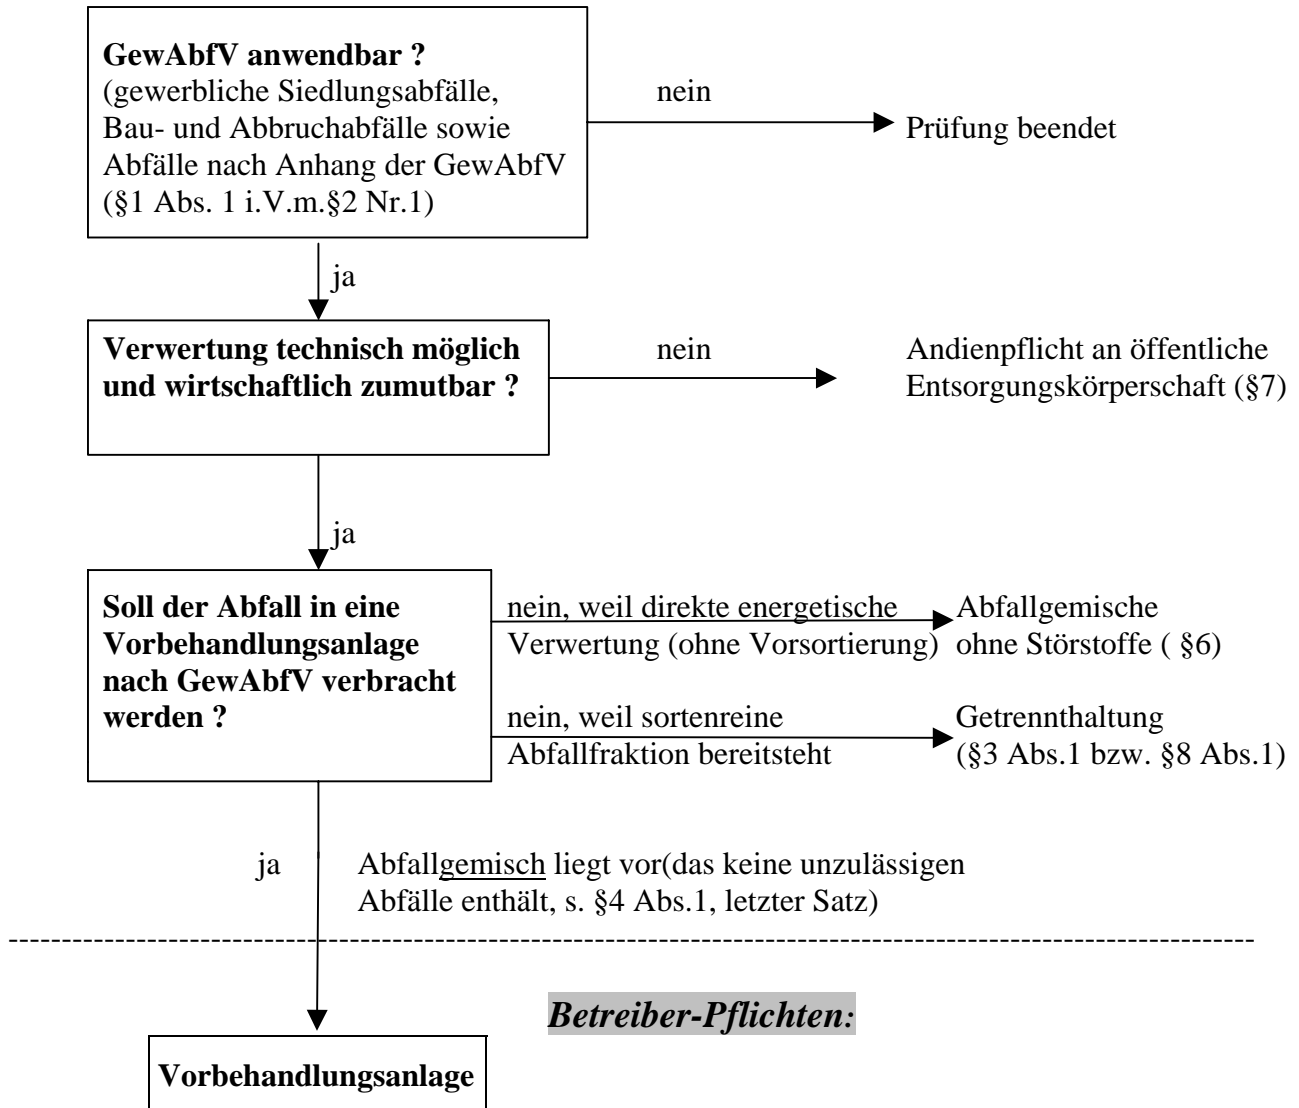 GewAbfV anwendbar ?
(gewerbliche Siedlungsabfälle,
Bau- und Abbruchabfälle sowie
Abfälle nach Anhang der GewAbfV
(§1 Abs. 1 i.V.m.§2 Nr.1)
nein
Prüfung beendet
ja
Verwertung technisch möglich
und wirtschaftlich zumutbar ?
nein
Andienpflicht an öffentliche
Entsorgungskörperschaft (§7)
ja
Soll der Abfall in eine
Vorbehandlungsanlage
nach GewAbfV verbracht
werden ?
nein, weil direkte energetische
Verwertung (ohne Vorsortierung)
Abfallgemische
ohne Störstoffe ( §6)
nein, weil sortenreine
Abfallfraktion bereitsteht
Getrennthaltung
(§3 Abs.1 bzw. §8 Abs.1)
ja
Abfallgemisch liegt vor(das keine unzulässigen
Abfälle enthält, s. §4 Abs.1, letzter Satz)
Betreiber-Pflichten:
Vorbehandlungsanlage